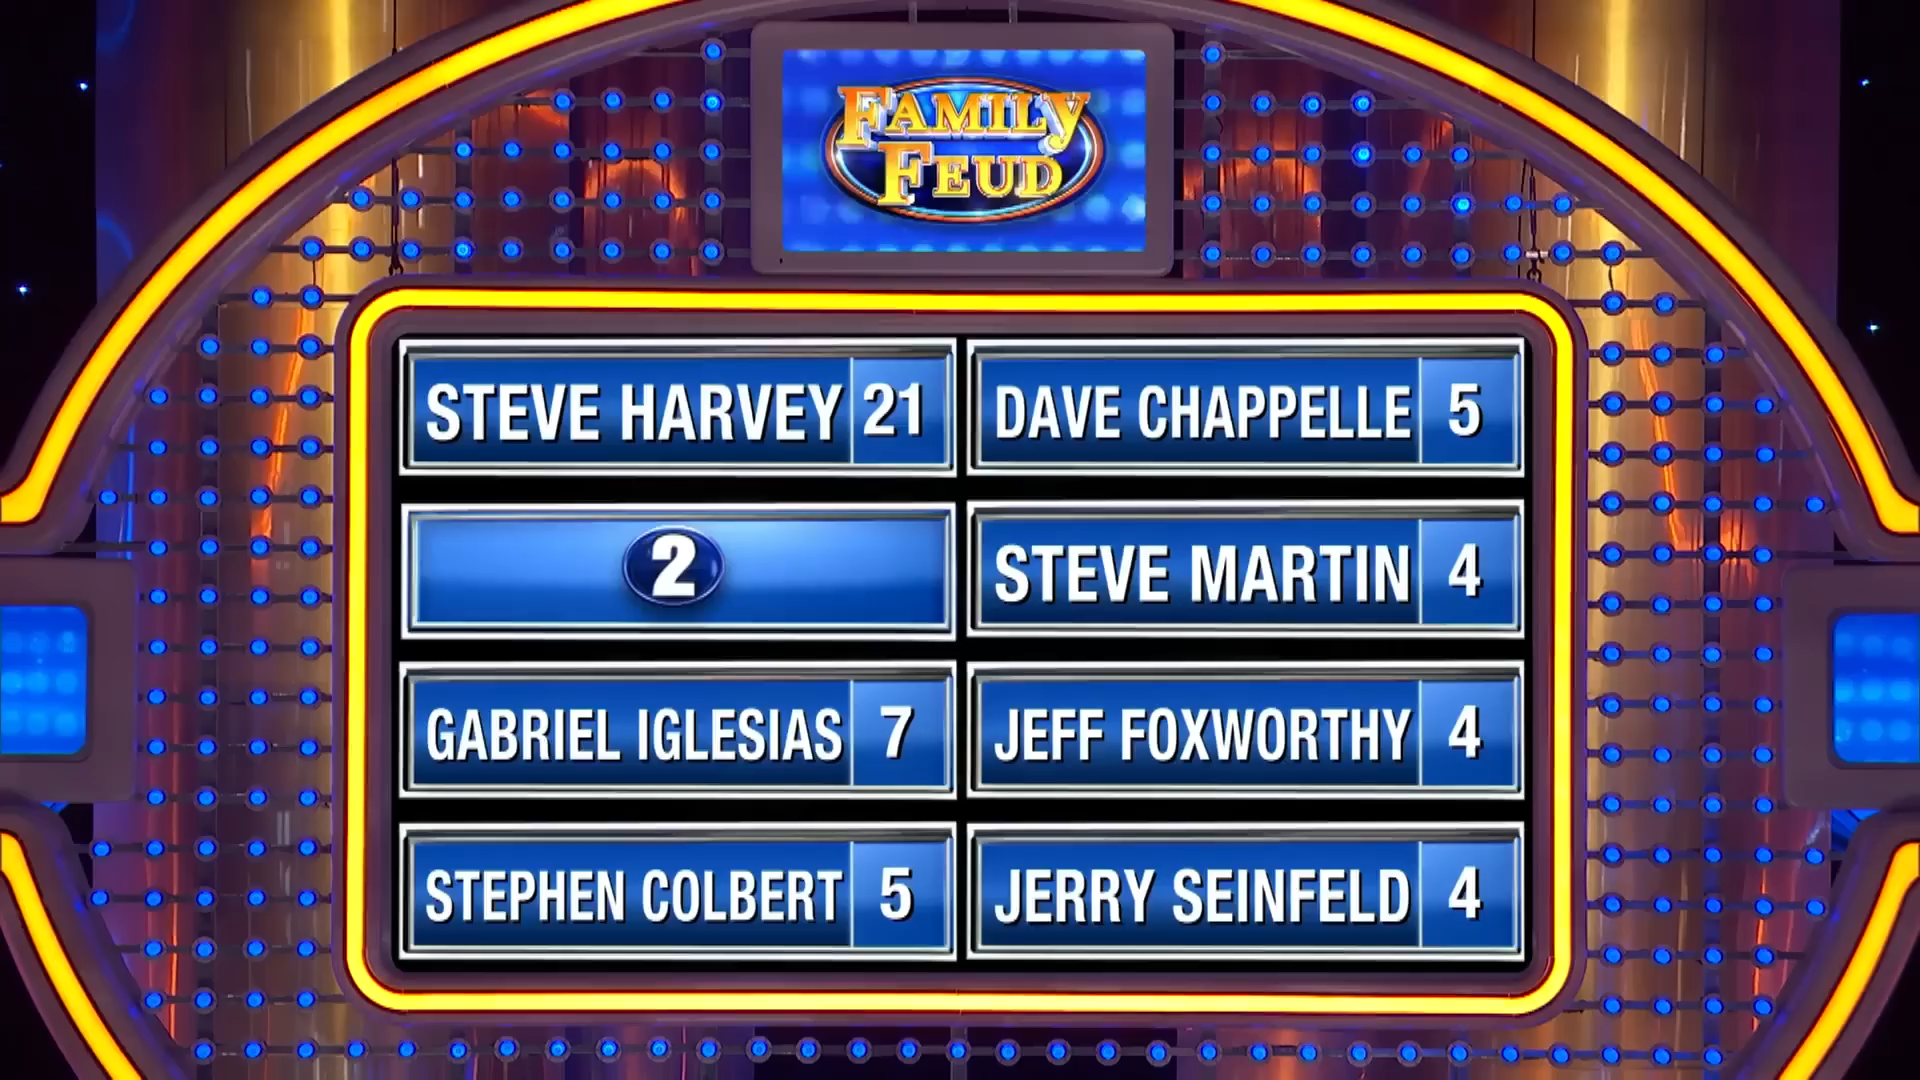 FAMILY
FEUD
STEVE HARVEY 21
2
GABRIEL IGLESIAS 7
STEPHEN COLBERT 5
DAVE CHAPPELLE 5
STEVE MARTIN 4
JEFF FOXWORTHY 4
JERRY SEINFELD 4